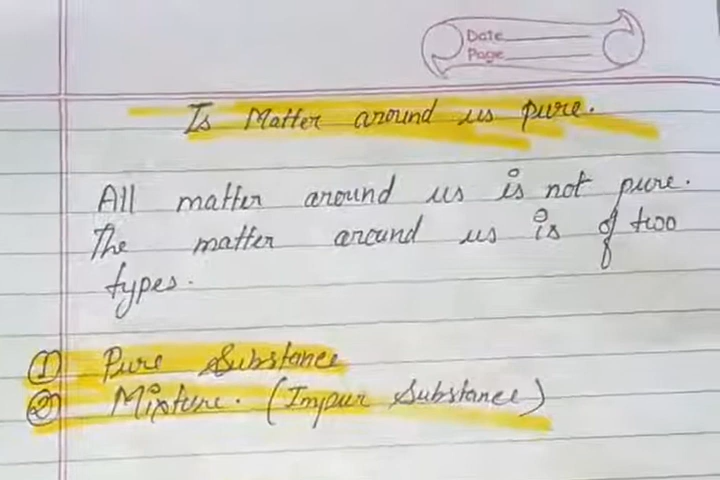 Date
Page
Is Matter around us pure.
All matter around us is not pure.
The matter around us is of two
types.
① Pure Substance
② Mixture. (Impur Substance)